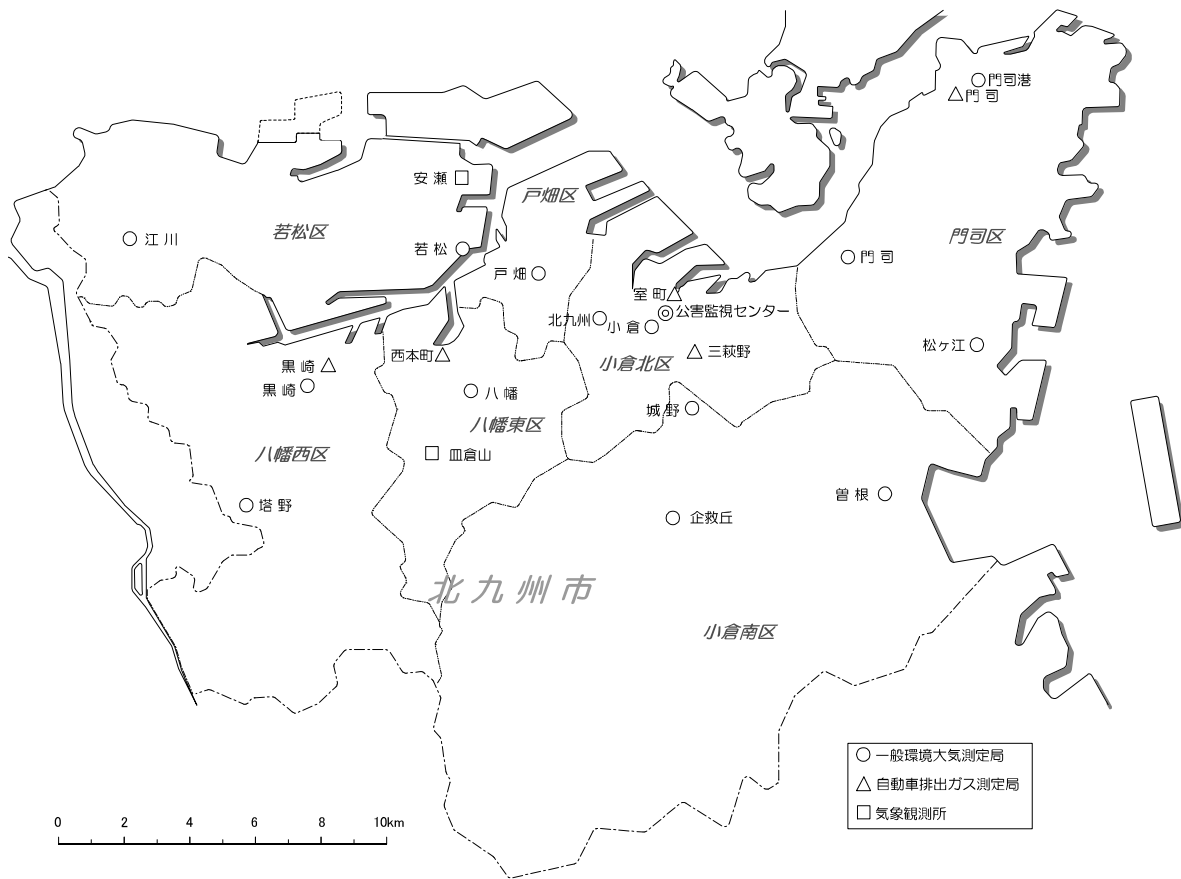 門司港
門司
安瀬
戸畑区
若松区
江川
若松
門司区
門司
戸畑
室町
公害監視センター
北九州
小倉
松ヶ江
三萩野
西本町
小倉北区
黒崎
黒崎
八幡
城野
八幡東区
八幡西区
皿倉山
曽根
塔野
企救丘
北九州市
小倉南区
一般環境大気測定局
自動車排出ガス測定局
気象観測所
0 2 4 6 8 10km